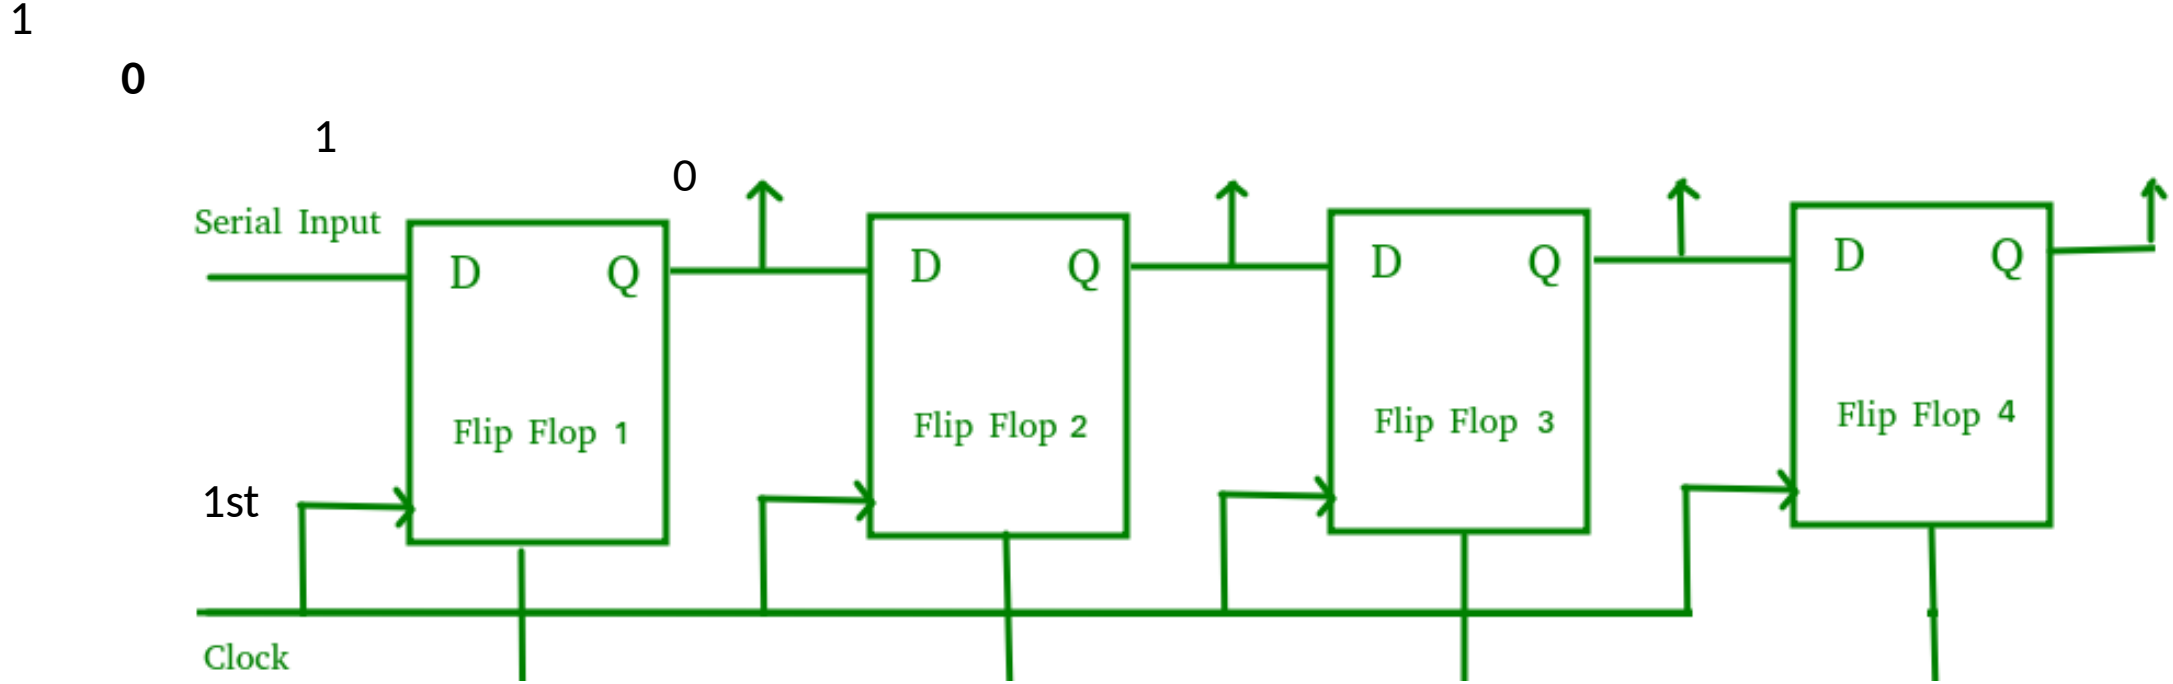 1
0
1
0
Serial Input
D Q D Q D Q D Q
Flip Flop 1 Flip Flop 2 Flip Flop 3 Flip Flop 4
1st
Clock